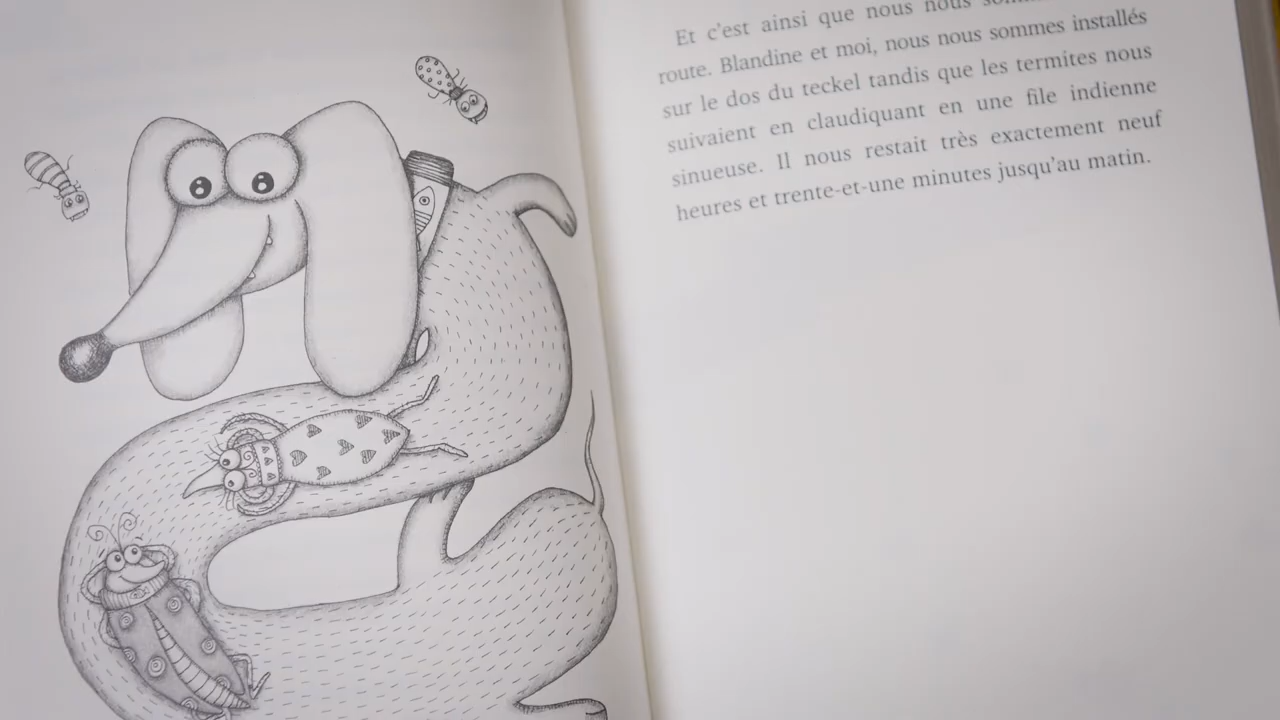 Et c'est ainsi que nous nous
route. Blandine et moi, nous nous sommes installés
sur le dos du teckel tandis que les termites nous
suivaient en claudiquant en une file indienne
sinueuse. Il nous restait très exactement neuf
heures et trente-et-une minutes jusqu'au matin.